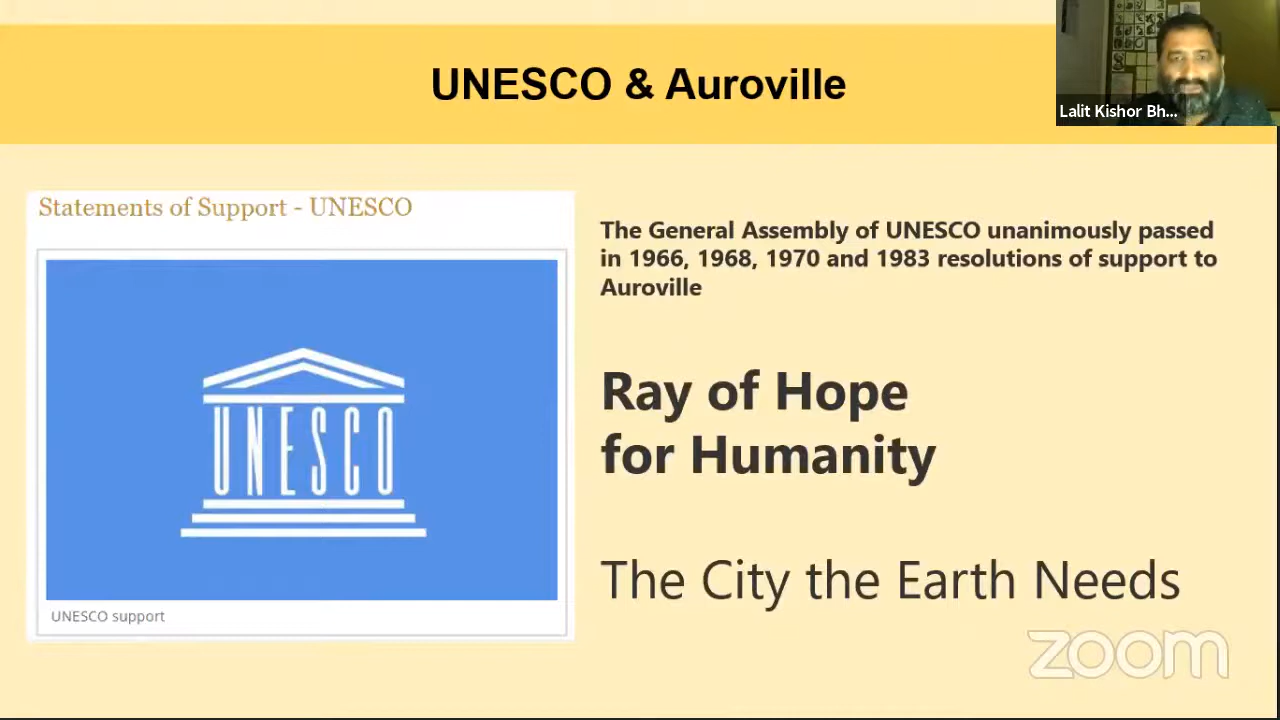 UNESCO & Auroville
Lalit Kishor Bh...
Statements of Support - UNESCO
UNESCO
UNESCO support
The General Assembly of UNESCO unanimously passed
in 1966, 1968, 1970 and 1983 resolutions of support to
Auroville
Ray of Hope
for Humanity
The City the Earth Needs
zoom